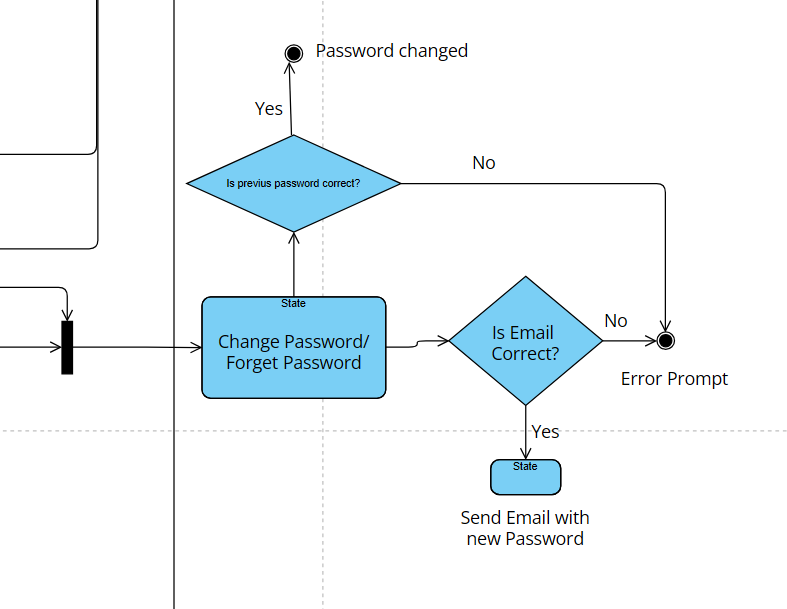 Password changed
Yes
No
Is previus password correct?
State
Change Password/
Forget Password
Is Email
Correct?
No
Error Prompt
Yes
State
Send Email with
new Password